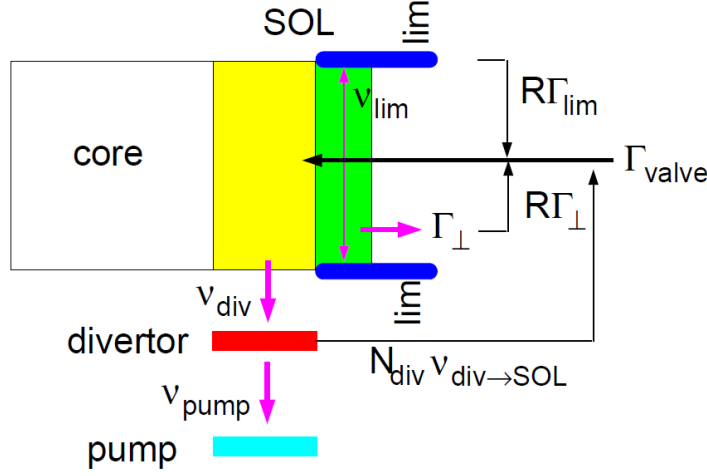 SOL
lim
ν_lim
RΓ_lim
core
Γ_valve
RΓ_⊥
Γ_⊥
ν_div
lim
divertor
N_div ν_div→SOL
ν_pump
pump